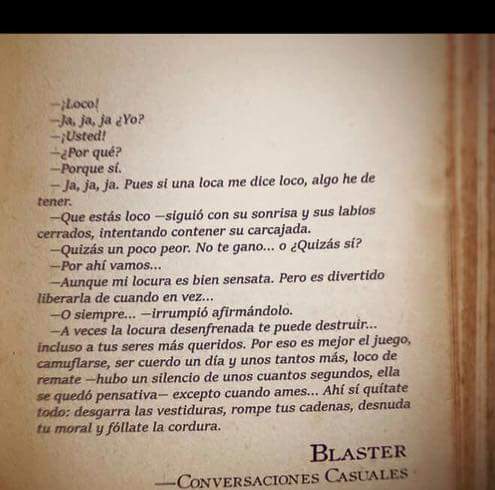 —¡Loco!
—Ja, ja, ja ¿Yo?
—¡Usted!
—¿Por qué?
—Porque sí.
— Ja, ja, ja. Pues si una loca me dice loco, algo he de
tener.
—Que estás loco —siguió con su sonrisa y sus labios
cerrados, intentando contener su carcajada.
—Quizás un poco peor. No te gano... o ¿Quizás sí?
—Por ahí vamos...
—Aunque mi locura es bien sensata. Pero es divertido
liberarla de cuando en vez...
—O siempre... —irrumpió afirmándolo.
—A veces la locura desenfrenada te puede destruir...
incluso a tus seres más queridos. Por eso es mejor el juego,
camuflarse, ser cuerdo un día y unos tantos más, loco de
remate —hubo un silencio de unos cuantos segundos, ella
se quedó pensativa— excepto cuando ames... Ahí sí quítate
todo: desgarra las vestiduras, rompe tus cadenas, desnuda
tu moral y fóllate la cordura.
BLASTER
—CONVERSACIONES CASUALES